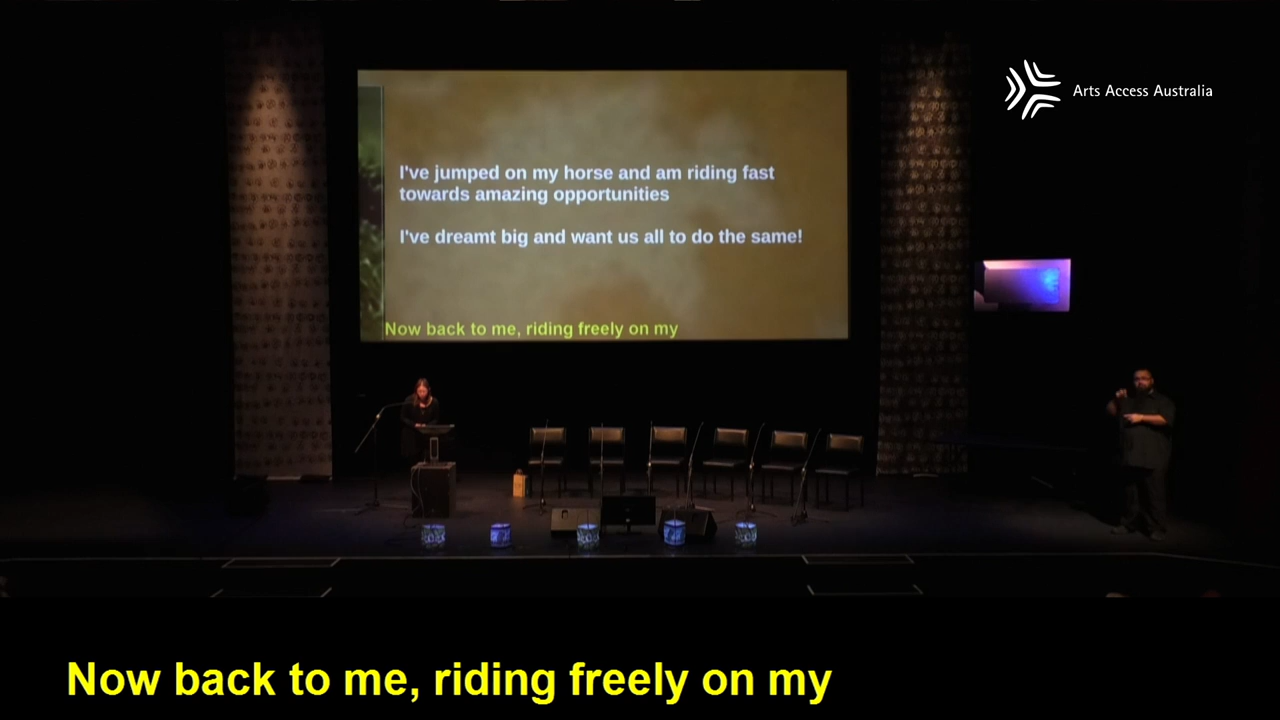 Arts Access Australia
I've jumped on my horse and am riding fast
towards amazing opportunities
I've dreamt big and want us all to do the same!
Now back to me, riding freely on my
Now back to me, riding freely on my